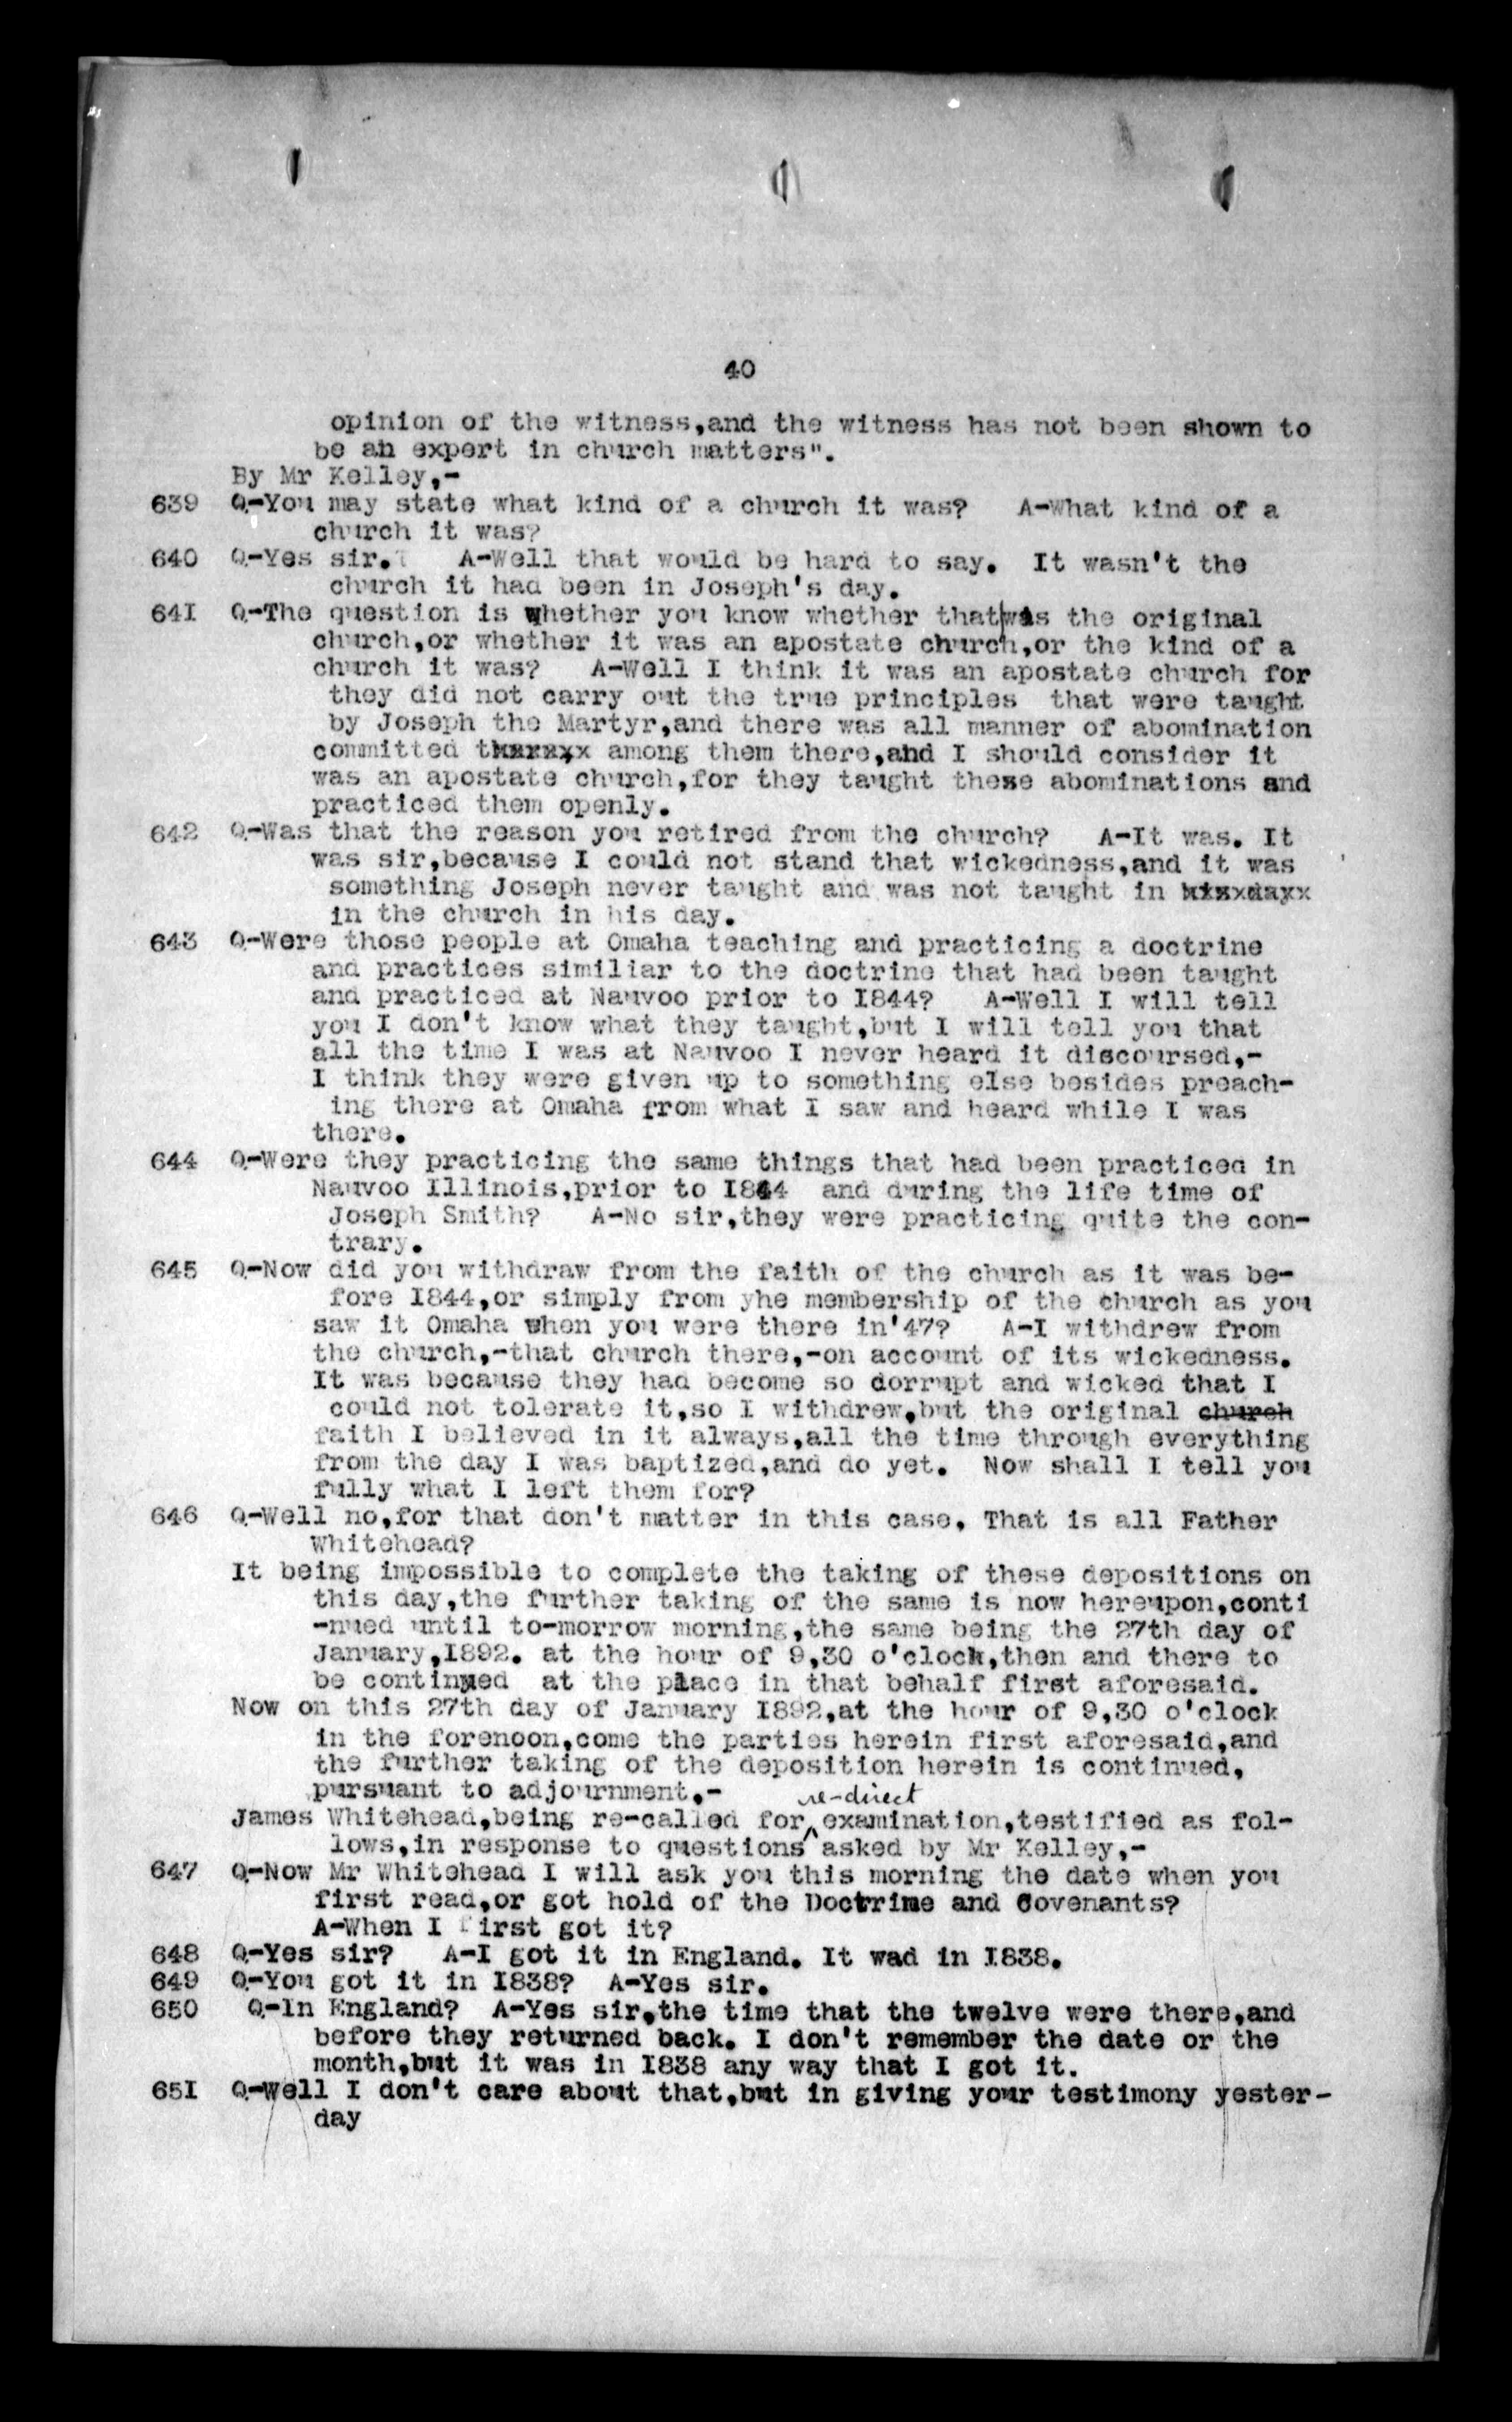 40
opinion of the witness,and the witness has not been shown to
be an expert in church matters".
By Mr Kelley,-
639 Q-You may state what kind of a church it was? A-What kind of a
church it was?
640 Q-Yes sir. A-Well that would be hard to say. It wasn't the
church it had been in Joseph's day.
641 Q-The question is whether you know whether that was the original
church,or whether it was an apostate church,or the kind of a
church it was? A-Well I think it was an apostate church for
they did not carry out the true principles that were taught
by Joseph the Martyr,and there was all manner of abomination
committed among them there,and I should consider it
was an apostate church,for they taught these abominations and
practiced them openly.
642 Q-Was that the reason you retired from the church? A-It was. It
was sir,because I could not stand that wickedness,and it was
something Joseph never taught and was not taught in
in the church in his day.
643 Q-Were those people at Omaha teaching and practicing a doctrine
and practices similiar to the doctrine that had been taught
and practiced at Nauvoo prior to I844? A-Well I will tell
you I don't know what they taught,but I will tell you that
all the time I was at Nauvoo I never heard it discoursed,-
I think they were given up to something else besides preach-
ing there at Omaha from what I saw and heard while I was
there.
644 Q-Were they practicing the same things that had been practiced in
Nauvoo Illinois,prior to I844 and during the life time of
Joseph Smith? A-No sir,they were practicing quite the con-
trary.
645 Q-Now did you withdraw from the faith of the church as it was be-
fore I844,or simply from yhe membership of the church as you
saw it Omaha when you were there in'47? A-I withdrew from
the church,-that church there,-on account of its wickedness.
It was because they had become so dorrupt and wicked that I
could not tolerate it,so I withdrew,but the original church
faith I believed in it always,all the time through everything
from the day I was baptized,and do yet. Now shall I tell you
fully what I left them for?
646 Q-Well no,for that don't matter in this case. That is all Father
Whitehead?
It being impossible to complete the taking of these depositions on
this day,the further taking of the same is now hereupon,conti
-nued until to-morrow morning,the same being the 27th day of
January,I892. at the hour of 9,30 o'clock,then and there to
be continued at the place in that behalf first aforesaid.
Now on this 27th day of January I892,at the hour of 9,30 o'clock
in the forenoon,come the parties herein first aforesaid,and
the further taking of the deposition herein is continued,
pursuant to adjournment.-
James Whitehead,being re-called for re-direct examination,testified as fol-
lows,in response to questions asked by Mr Kelley,-
647 Q-Now Mr Whitehead I will ask you this morning the date when you
first read,or got hold of the Doctrine and Covenants?
A-When I first got it?
648 Q-Yes sir? A-I got it in England. It wad in I838.
649 Q-You got it in I838? A-Yes sir.
650 Q-In England? A-Yes sir,the time that the twelve were there,and
before they returned back. I don't remember the date or the
month,but it was in I838 any way that I got it.
651 Q-Well I don't care about that,but in giving your testimony yester-
day